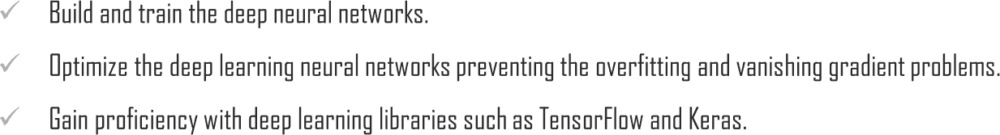 ✓ Build and train the deep neural networks.
✓ Optimize the deep learning neural networks preventing the overfitting and vanishing gradient problems.
✓ Gain proficiency with deep learning libraries such as TensorFlow and Keras.